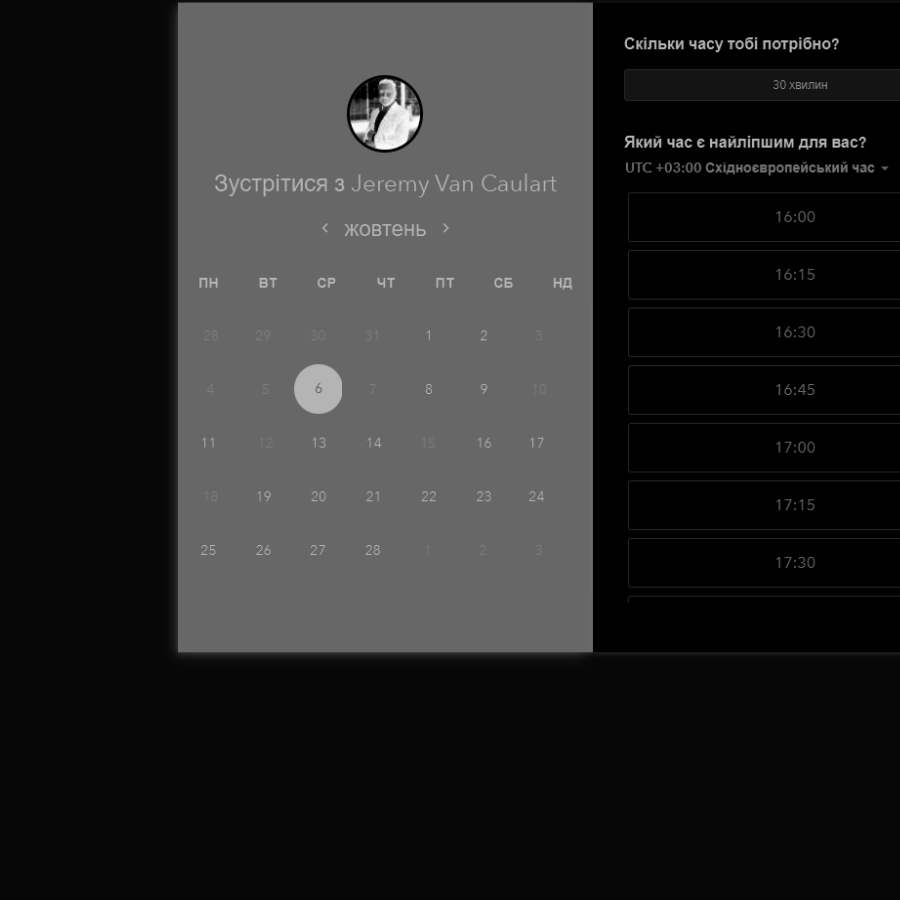 Зустрітися з Jeremy Van Caulart
жовтень
ПН ВТ СР ЧТ ПТ СБ НД
28 29 30 31 1 2 3
4 5 6 7 8 9 10
11 12 13 14 15 16 17
18 19 20 21 22 23 24
25 26 27 28 1 2 3
Скільки часу тобі потрібно?
30 хвилин
Який час є найліпшим для вас?
UTC +03:00 Східноєвропейський час
16:00
16:15
16:30
16:45
17:00
17:15
17:30